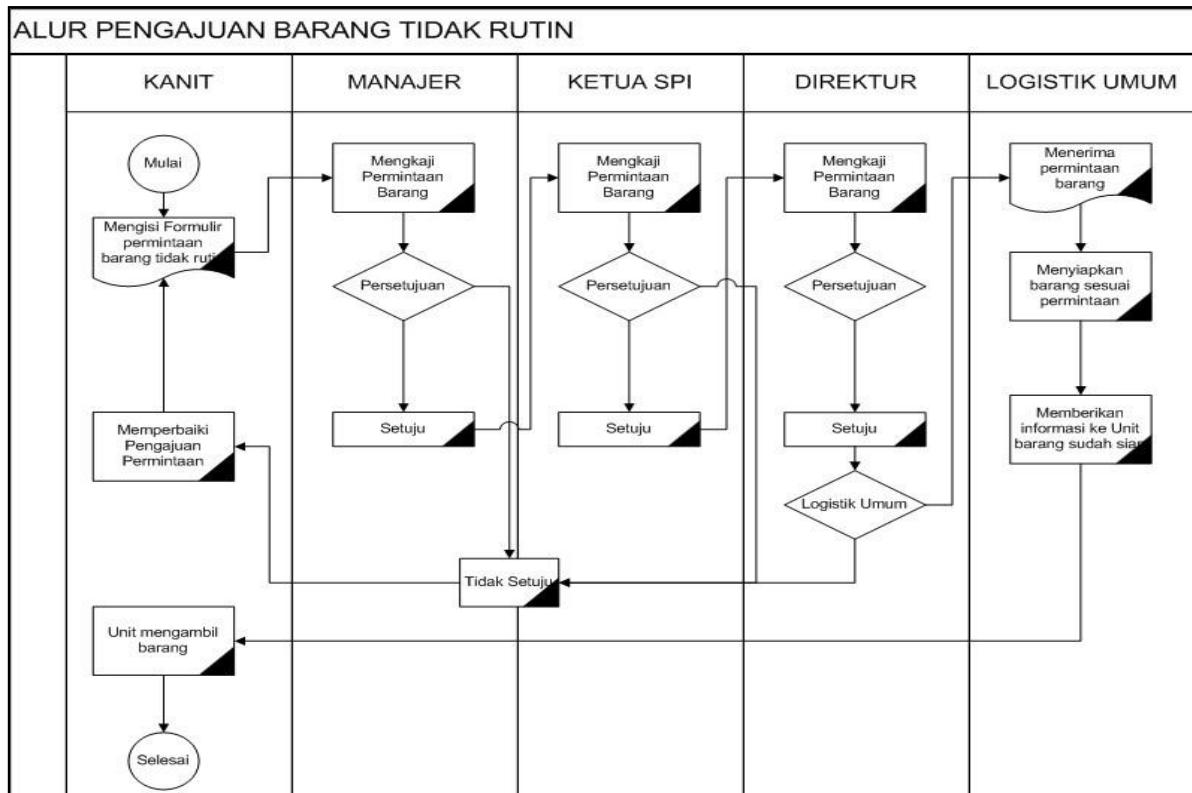 ALUR PENGAJUAN BARANG TIDAK RUTIN
KANIT
MANAJER
KETUA SPI
DIREKTUR
LOGISTIK UMUM
Mulai
Mengisi Formulir
permintaan
barang tidak
Memperbaiki
Pengajuan
Permintaan
Unit mengambil
barang
Selesai
Mengkaji
Permintaan
Barang
Persetujuan
Setuju
Tidak Setuju
Mengkaji
Permintaan
Barang
Persetujuan
Setuju
Mengkaji
Permintaan
Barang
Persetujuan
Setuju
Logistik Umum
Menerima
permintaan
barang
Menyiapkan
barang sesuai
permintaan
Memberikan
informasi ke Unit
barang sudah